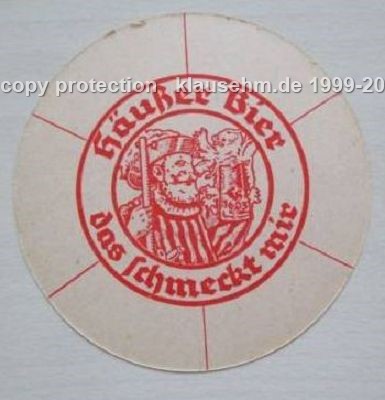 copy protection, klausehm.de 1999-20
Häußer Bier
das schmeckt mir